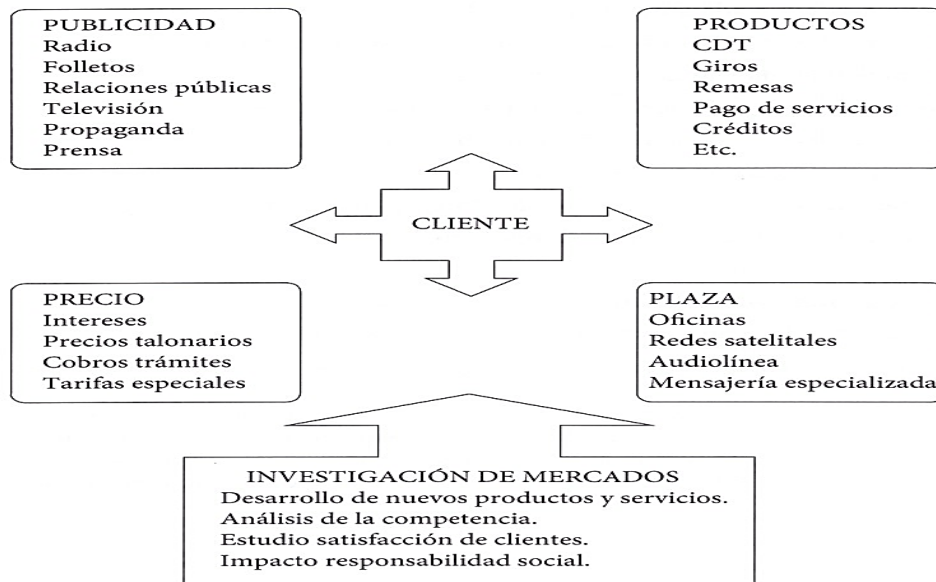 PUBLICIDAD
Radio
Folletos
Relaciones públicas
Televisión
Propaganda
Prensa
PRODUCTOS
CDT
Giros
Remesas
Pago de servicios
Créditos
Etc.
CLIENTE
PRECIO
Intereses
Precios talonarios
Cobros trámites
Tarifas especiales
PLAZA
Oficinas
Redes satelitales
Audiolínea
Mensajería especializada
INVESTIGACIÓN DE MERCADOS
Desarrollo de nuevos productos y servicios.
Análisis de la competencia.
Estudio satisfacción de clientes.
Impacto responsabilidad social.